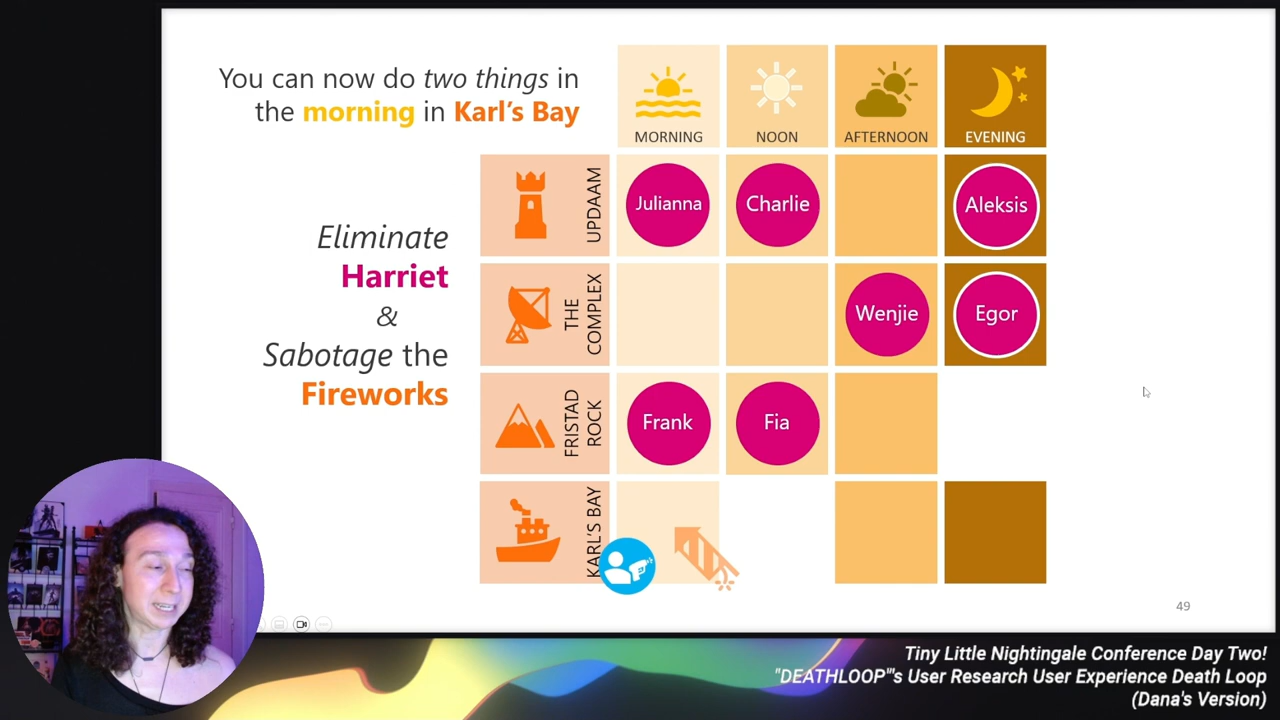 You can now do two things in
the morning in Karl's Bay
MORNING
NOON
AFTERNOON
EVENING
Eliminate
Harriet
&
Sabotage the
Fireworks
UPDAAM
Julianna
Charlie
Aleksis
THE
COMPLEX
Wenjie
Egor
FRISTAD
ROCK
Frank
Fia
KARL'S BAY
49
Tiny Little Nightingale Conference Day Two!
"DEATHLOOP"'s User Research User Experience Death Loop
(Dana's Version)